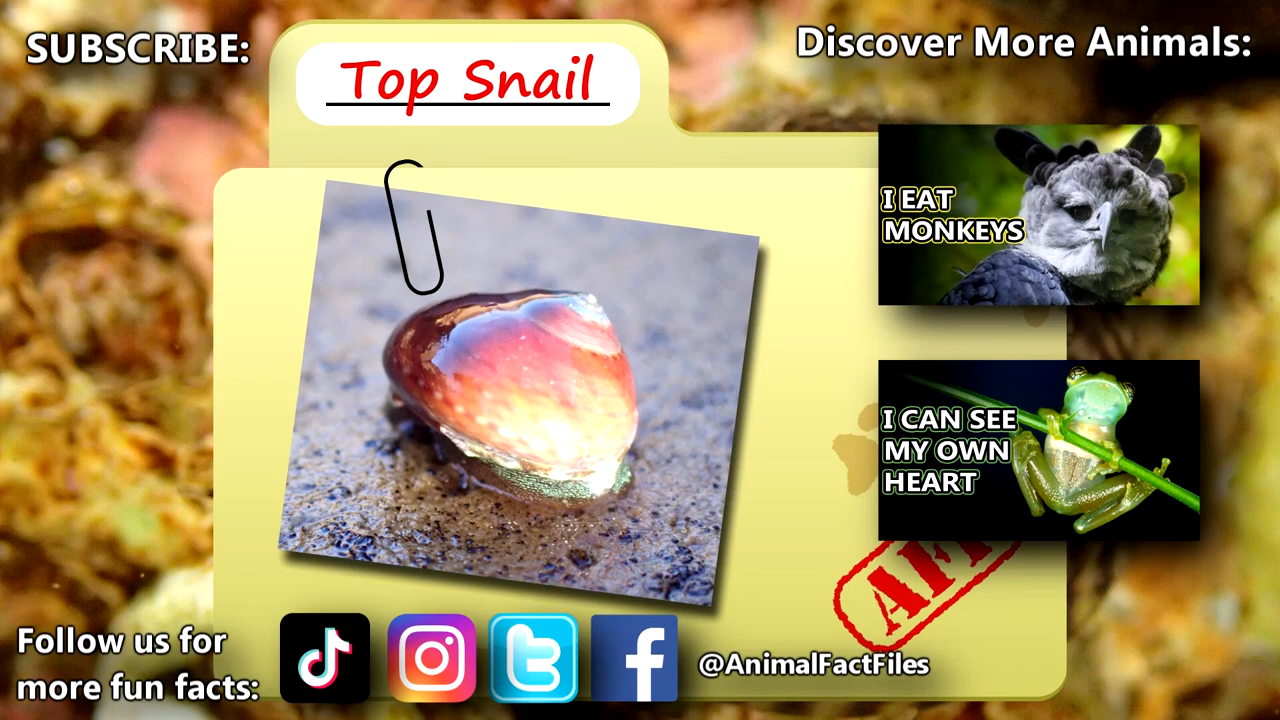 SUBSCRIBE:
Top Snail
Discover More Animals:
I EAT
MONKEYS
I CAN SEE
MY OWN
HEART
AFF
Follow us for
more fun facts:
@AnimalFactFiles